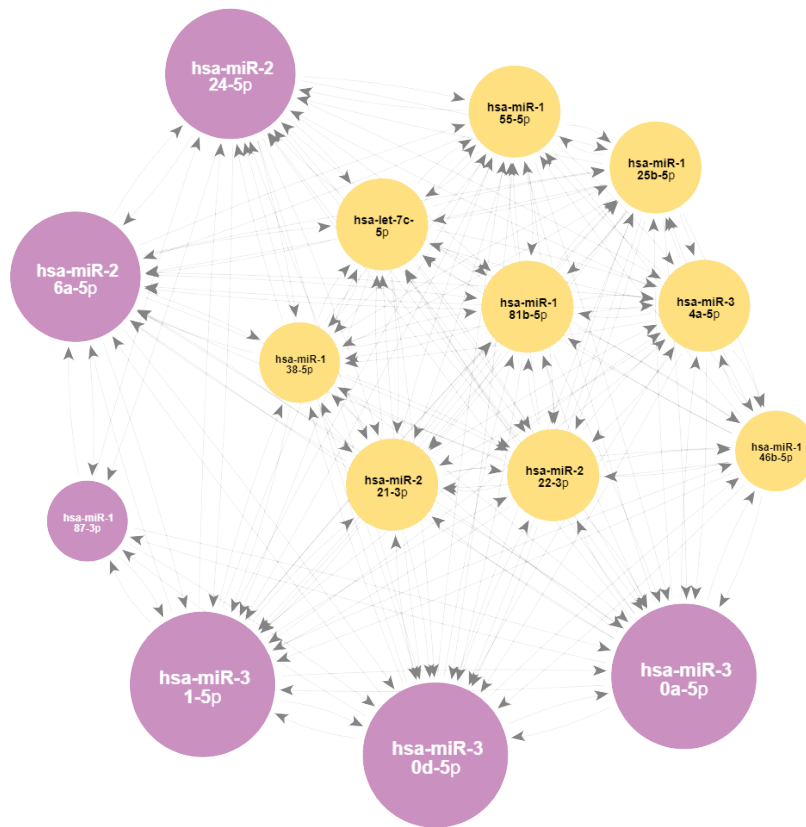 hsa-miR-2
24-5p
hsa-miR-1
55-5p
hsa-miR-1
25b-5p
hsa-let-7c-
5p
hsa-miR-2
6a-5p
hsa-miR-1
81b-5p
hsa-miR-3
4a-5p
hsa-miR-1
38-5p
hsa-miR-1
46b-5p
hsa-miR-2
21-3p
hsa-miR-2
22-3p
hsa-miR-1
87-3p
hsa-miR-3
1-5p
hsa-miR-3
0a-5p
hsa-miR-3
0d-5p